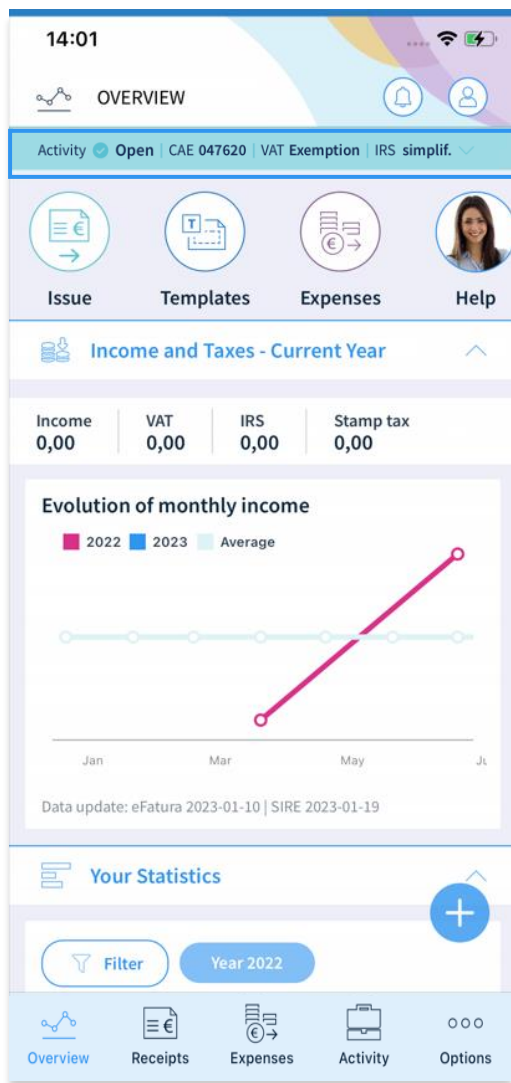 14:01
OVERVIEW
Activity Open | CAE 047620 | VAT Exemption | IRS simplif.
Issue Templates Expenses Help
Income and Taxes - Current Year
Income VAT IRS Stamp tax
0,00 0,00 0,00 0,00
Evolution of monthly income
2022 2023 Average
Jan Mar May
Data update: eFatura 2023-01-10 | SIRE 2023-01-19
Your Statistics
Filter Year 2022
Overview Receipts Expenses Activity Options